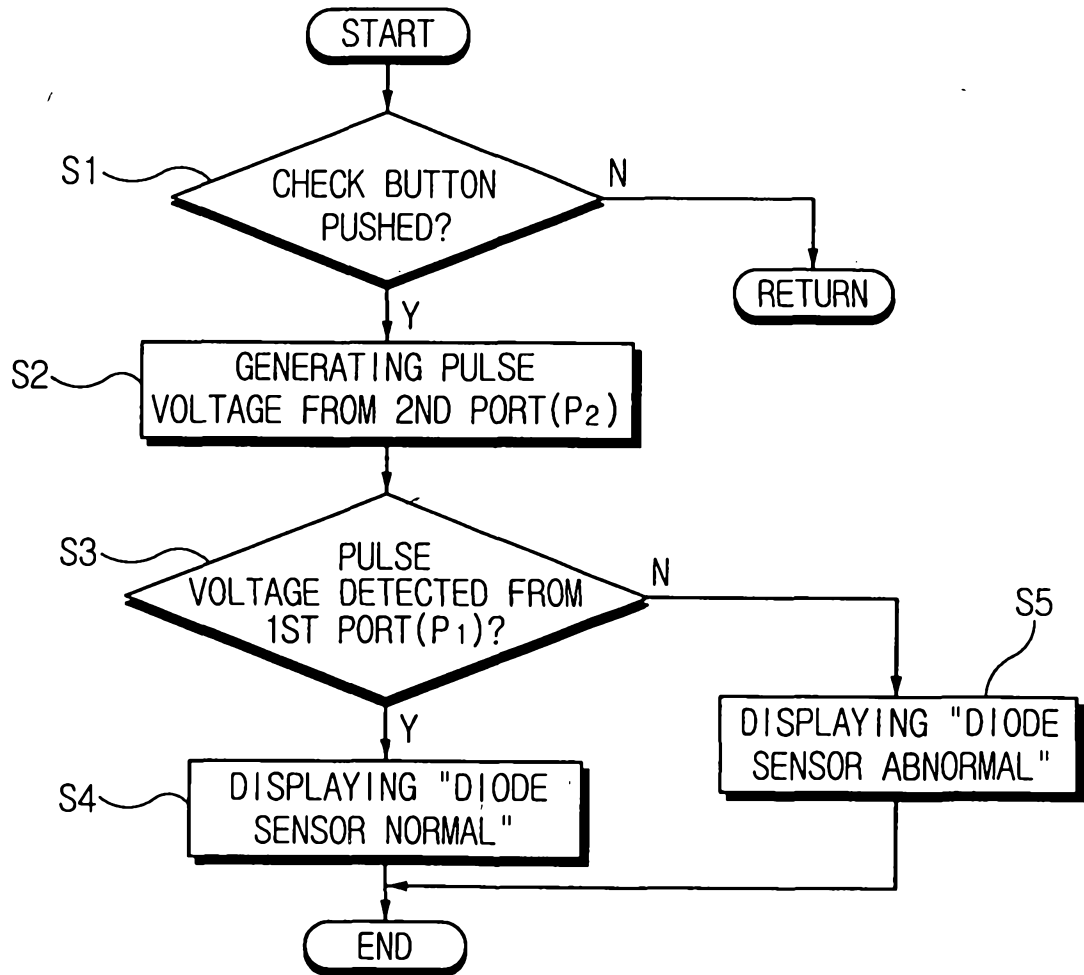 START
S1
CHECK BUTTON
PUSHED?
N
RETURN
Y
S2
GENERATING PULSE
VOLTAGE FROM 2ND PORT(P2)
S3
PULSE
VOLTAGE DETECTED FROM
1ST PORT(P1)?
N
S5
DISPLAYING "DIODE
SENSOR ABNORMAL"
Y
S4
DISPLAYING "DIODE
SENSOR NORMAL"
END